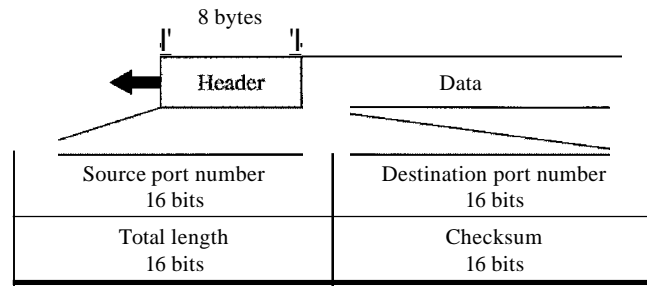 8 bytes
Header Data
Source port number Destination port number
16 bits 16 bits
Total length Checksum
16 bits 16 bits